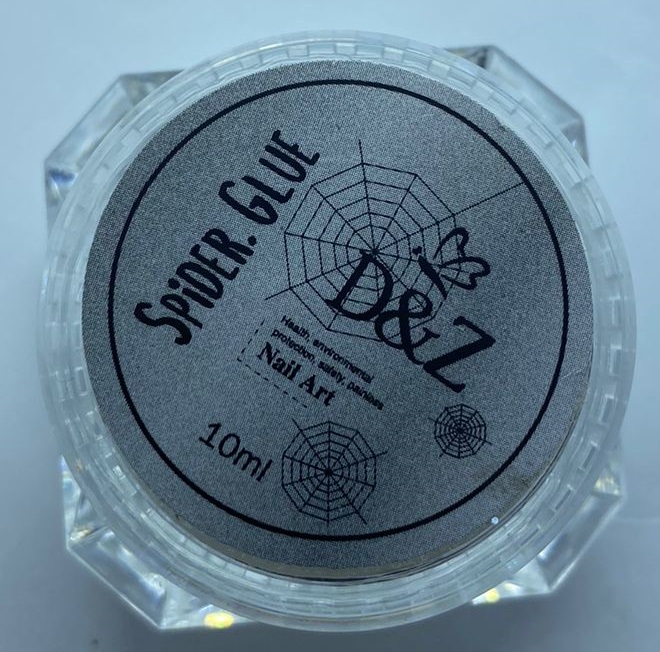 SPiDER. GLUE
D&Z
Health, environmental
protection, safety, painless
Nail Art
10ml